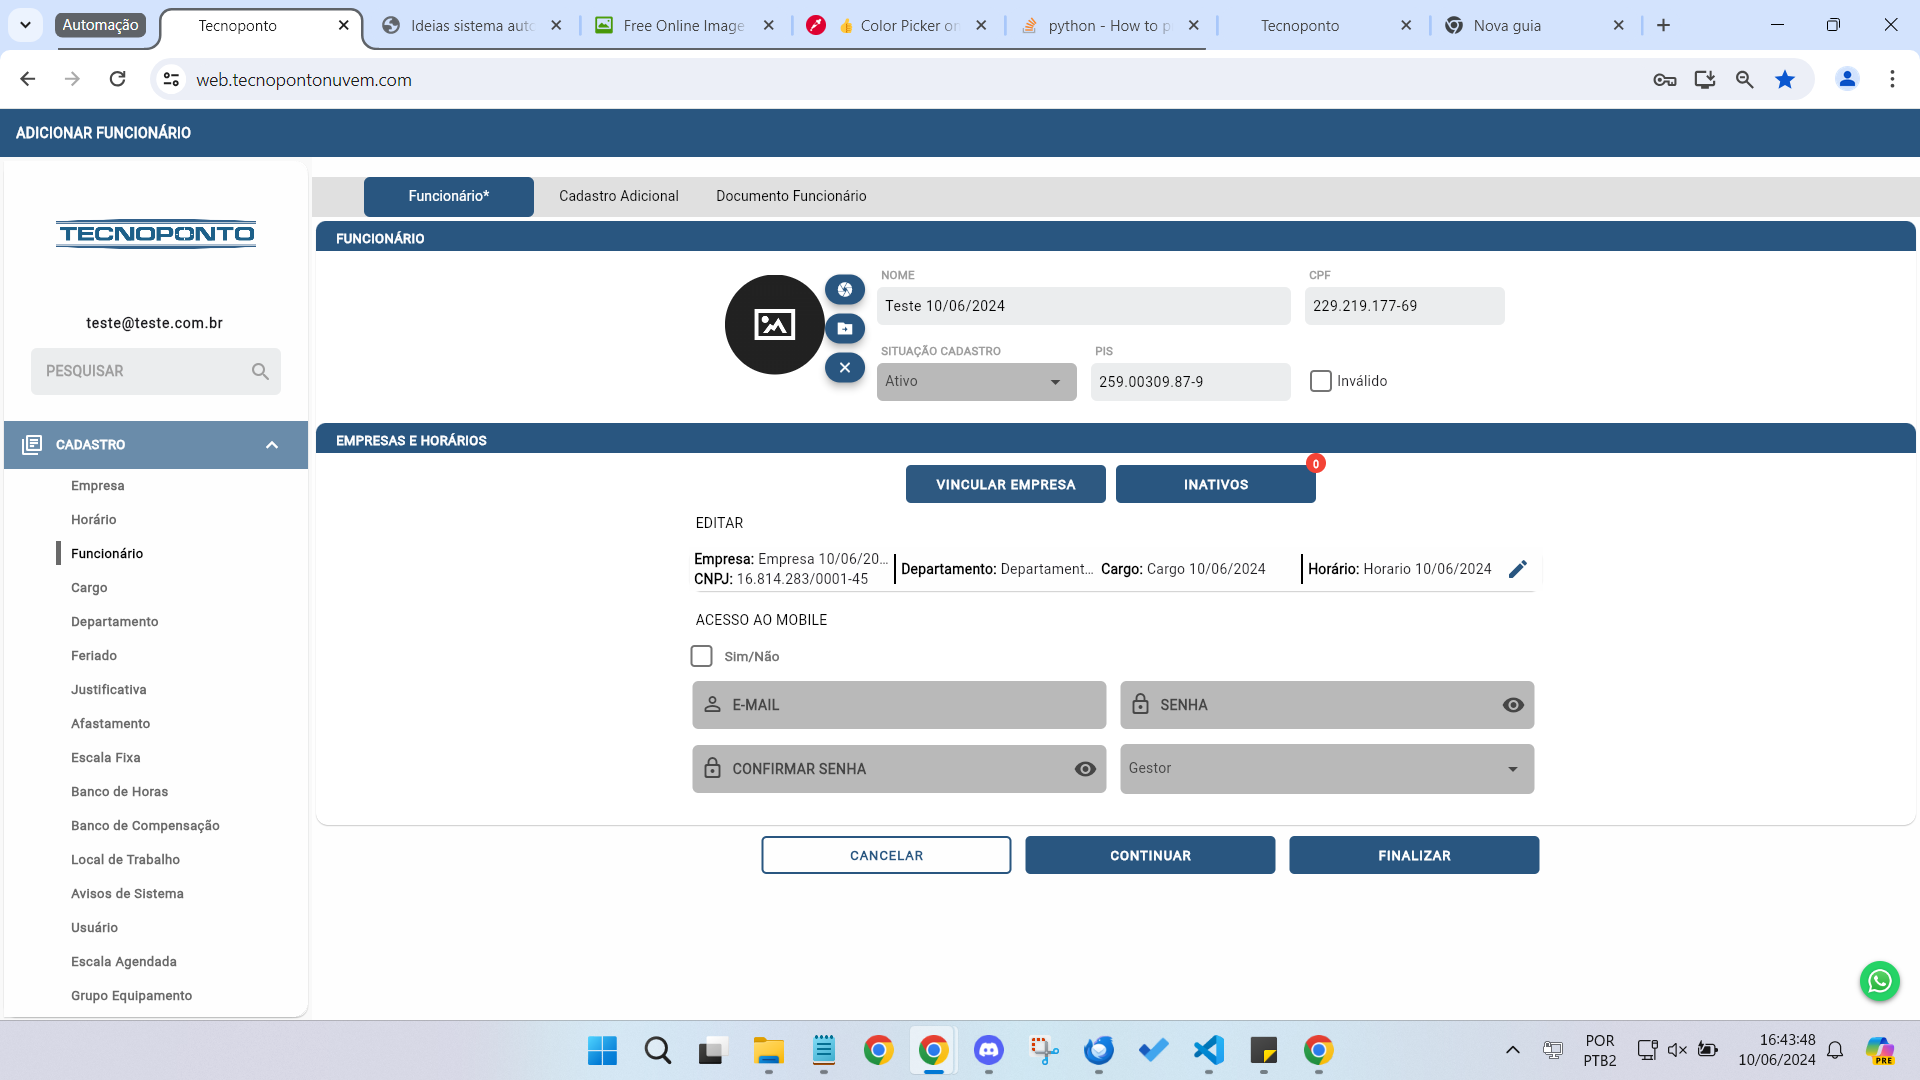 Automação
Tecnoponto
Ideias sistema auto
Free Online Image
Color Picker on
python - How to p
Tecnoponto
Nova guia
web.tecnopontonuvem.com
ADICIONAR FUNCIONÁRIO
TECNOPONTO
teste@teste.com.br
PESQUISAR
CADASTRO
Empresa
Horário
Funcionário
Cargo
Departamento
Feriado
Justificativa
Afastamento
Escala Fixa
Banco de Horas
Banco de Compensação
Local de Trabalho
Avisos de Sistema
Usuário
Escala Agendada
Grupo Equipamento
Funcionário*
Cadastro Adicional
Documento Funcionário
FUNCIONÁRIO
NOME
CPF
Teste 10/06/2024
229.219.177-69
SITUAÇÃO CADASTRO
PIS
Ativo
259.00309.87-9
Inválido
EMPRESAS E HORÁRIOS
VINCULAR EMPRESA
INATIVOS
0
EDITAR
Empresa: Empresa 10/06/20...
CNPJ: 16.814.283/0001-45
Departamento: Departament...
Cargo: Cargo 10/06/2024
Horário: Horario 10/06/2024
ACESSO AO MOBILE
Sim/Não
E-MAIL
SENHA
CONFIRMAR SENHA
Gestor
CANCELAR
CONTINUAR
FINALIZAR
POR
PTB2
16:43:48
10/06/2024
PRE